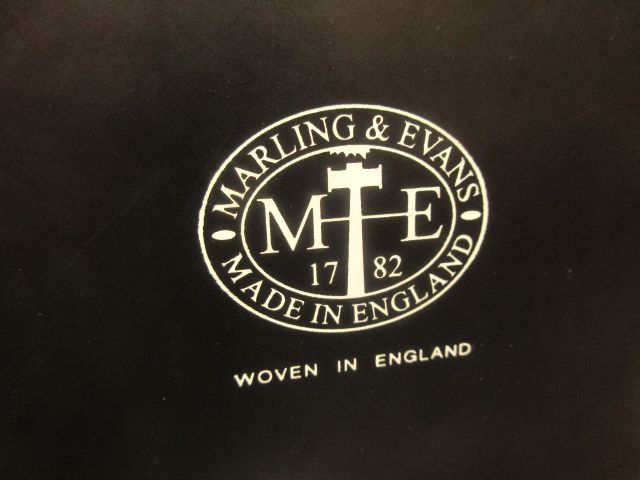 MARLING & EVANS
M E
17 82
MADE IN ENGLAND
WOVEN IN ENGLAND